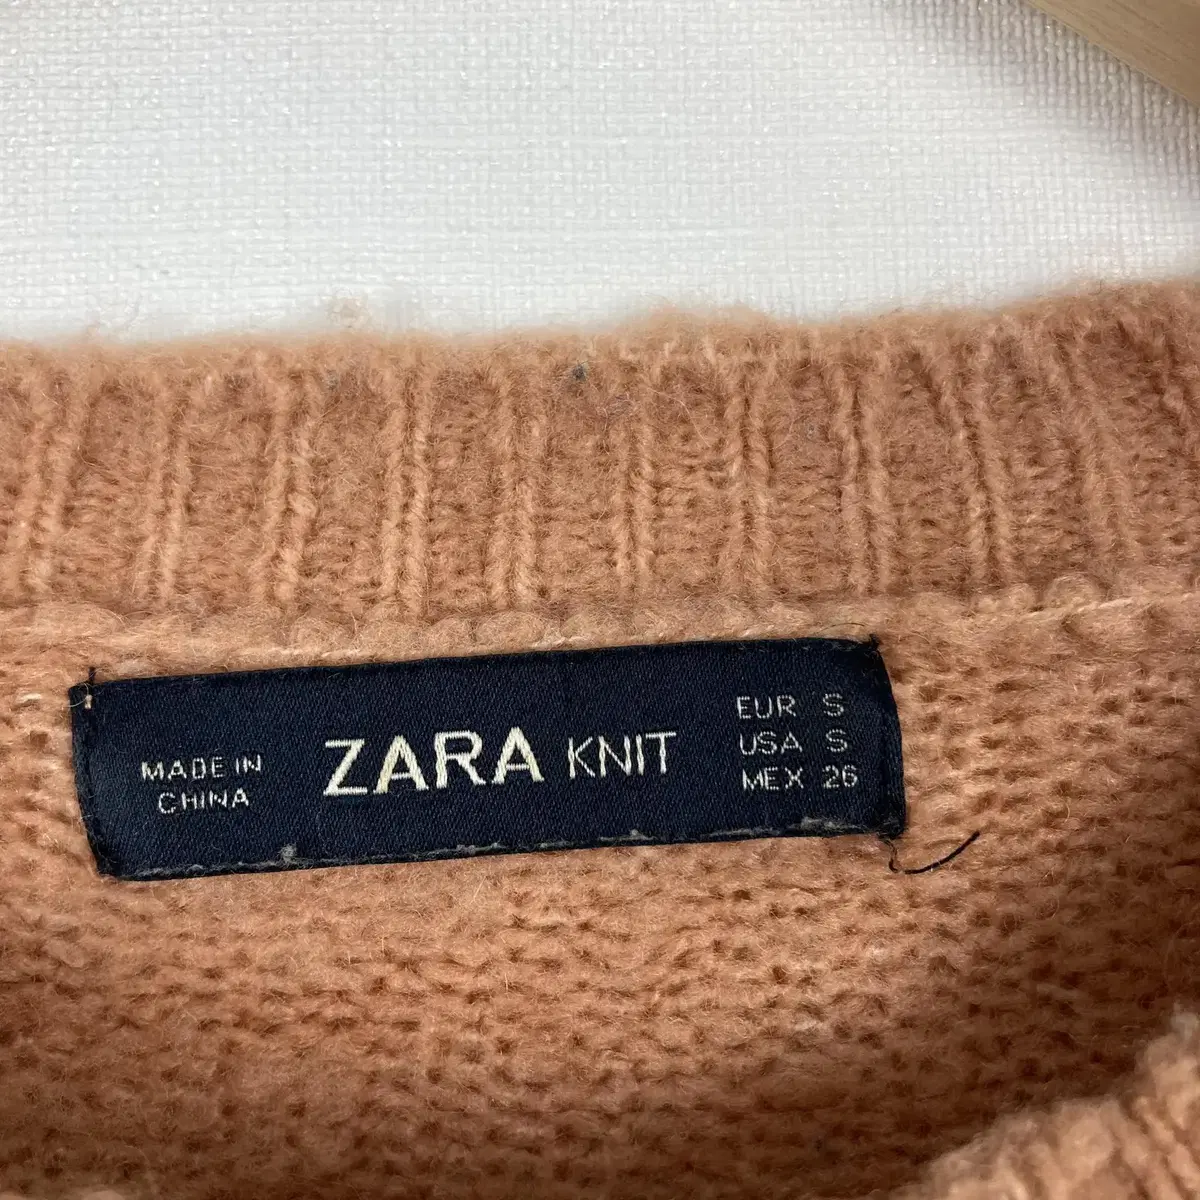 MADE IN
CHINA
ZARA KNIT
EUR S
USA S
MEX 26